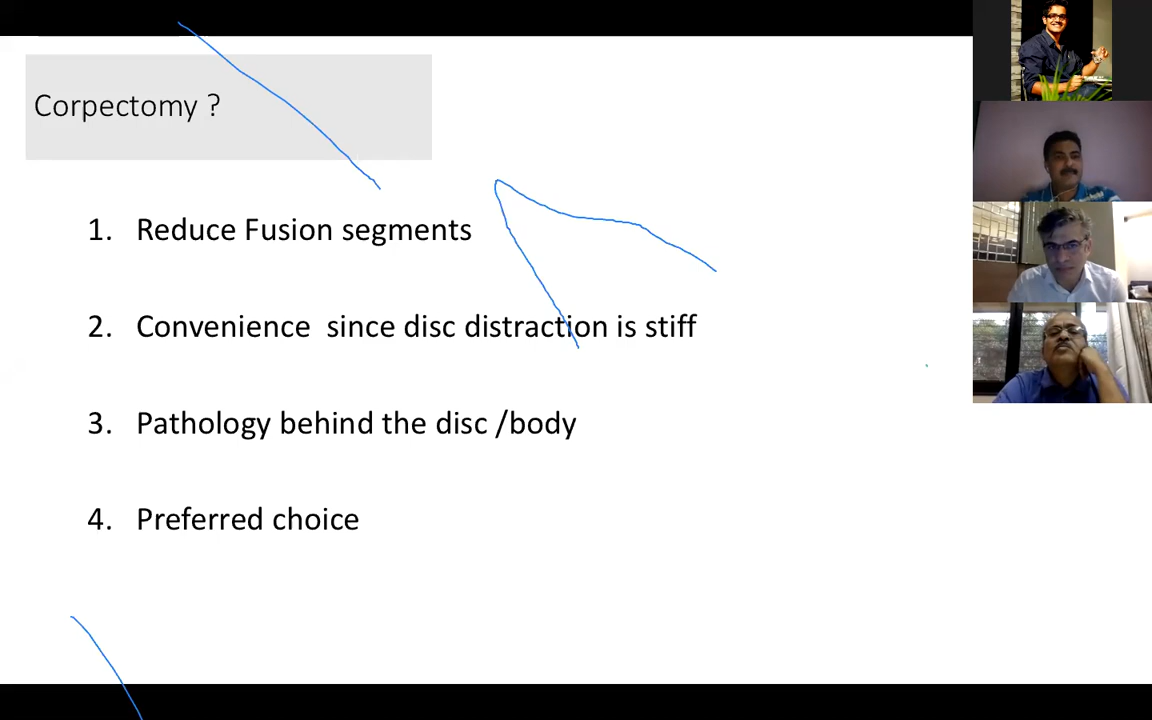 Corpectomy ?
1. Reduce Fusion segments
2. Convenience  since disc distraction is stiff
3. Pathology behind the disc /body
4. Preferred choice